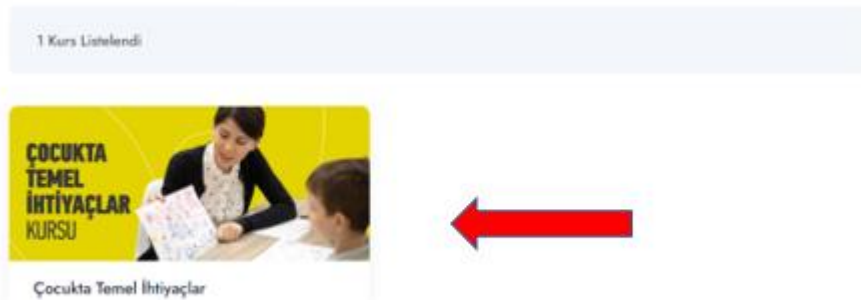 1 Kurs Listelendi
ÇOCUKTA
TEMEL
İHTİYAÇLAR
KURSU
Çocukta Temel İhtiyaçlar